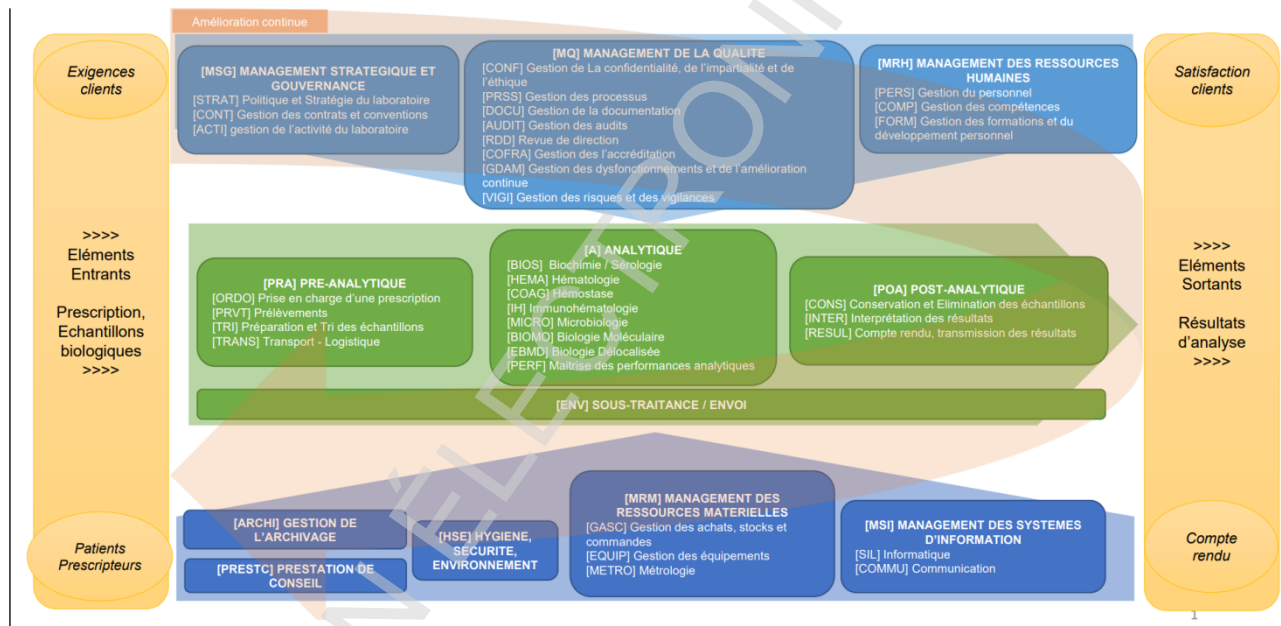 Amélioration continue
Exigences
clients
[MSG] MANAGEMENT STRATEGIQUE ET
GOUVERNANCE
[STRAT] Politique et Stratégie du laboratoire
[CONT] Gestion des contrats et conventions
[ACTI] gestion de l'activité du laboratoire
[MQ] MANAGEMENT DE LA QUALITE
[CONF] Gestion de La confidentialité, de l'impartialité et de
l'éthique
[PRSS] Gestion des processus
[DOCU] Gestion de la documentation
[AUDIT] Gestion des audits
[RDD] Revue de direction
[COFRA] Gestion des l'accréditation
[GDAM] Gestion des dysfonctionnements et de l'amélioration
continue
[VIGI] Gestion des risques et des vigilances
[MRH] MANAGEMENT DES RESSOURCES
HUMAINES
[PERS] Gestion du personnel
[COMP] Gestion des compétences
[FORM] Gestion des formations et du
développement personnel
Satisfaction
clients
>>>>
Eléments
Entrants
Prescription,
Echantillons
biologiques
>>>>
[PRA] PRE-ANALYTIQUE
[ORDO] Prise en charge d'une prescription
[PRVT] Prélèvements
[TRI] Préparation et Tri des échantillons
[TRANS] Transport - Logistique
[A] ANALYTIQUE
[BIOS] Biochimie / Sérologie
[HEMA] Hématologie
[COAG] Hémostase
[IH] Immunohématologie
[MICRO] Microbiologie
[BIOMO] Biologie Moléculaire
[EBMD] Biologie Délocalisée
[PERF] Maitrise des performances analytiques
[POA] POST-ANALYTIQUE
[CONS] Conservation et Elimination des échantillons
[INTER] Interprétation des résultats
[RESUL] Compte rendu, transmission des résultats
[ENV] SOUS-TRAITANCE / ENVOI
>>>>
Eléments
Sortants
Résultats
d'analyse
>>>>
Patients
Prescripteurs
[ARCHI] GESTION DE
L'ARCHIVAGE
[PRESTC] PRESTATION DE
CONSEIL
[HSE] HYGIENE,
SECURITE,
ENVIRONNEMENT
[MRM] MANAGEMENT DES
RESSOURCES MATERIELLES
[GASC] Gestion des achats, stocks et
commandes
[EQUIP] Gestion des équipements
[METRO] Métrologie
[MSI] MANAGEMENT DES SYSTEMES
D'INFORMATION
[SIL] Informatique
[COMMU] Communication
Compte
rendu
1
NÉLECTRONI